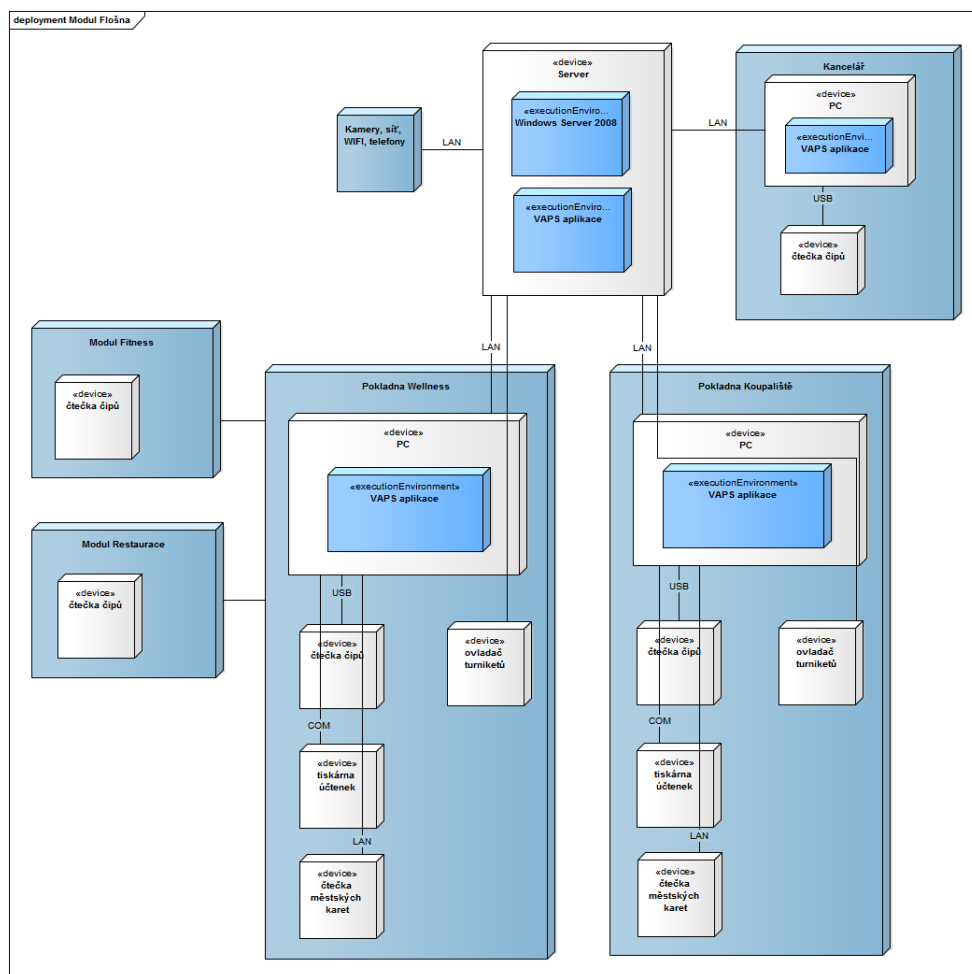 deployment Modul Flošna
«device»
Server
«executionEnviro...
Windows Server 2008
«executionEnviro...
VAPS aplikace
Kamery, síť,
WIFI, telefony
LAN
LAN
Kancelář
«device»
PC
«executionEnvi...
VAPS aplikace
USB
«device»
čtečka čipů
LAN
LAN
Modul Fitness
«device»
čtečka čipů
Modul Restaurace
«device»
čtečka čipů
Pokladna Wellness
«device»
PC
«executionEnvironment»
VAPS aplikace
USB
«device»
čtečka čipů
«device»
ovladač
turniketů
COM
«device»
tiskárna
účtenek
LAN
«device»
čtečka
městských
karet
Pokladna Koupaliště
«device»
PC
«executionEnvironment»
VAPS aplikace
USB
«device»
čtečka čipů
«device»
ovladač
turniketů
COM
«device»
tiskárna
účtenek
LAN
«device»
čtečka
městských
karet